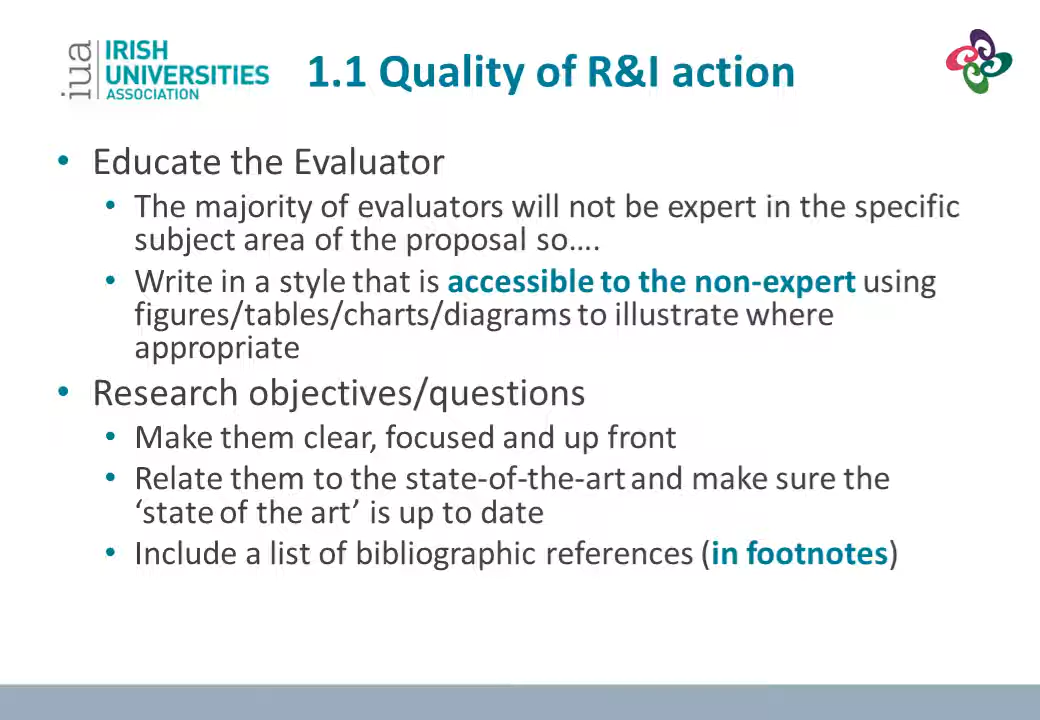 iua IRISH UNIVERSITIES ASSOCIATION
1.1 Quality of R&I action
• Educate the Evaluator
• The majority of evaluators will not be expert in the specific
subject area of the proposal so….
• Write in a style that is accessible to the non-expert using
figures/tables/charts/diagrams to illustrate where
appropriate
• Research objectives/questions
• Make them clear, focused and up front
• Relate them to the state-of-the-art and make sure the
‘state of the art’ is up to date
• Include a list of bibliographic references (in footnotes)